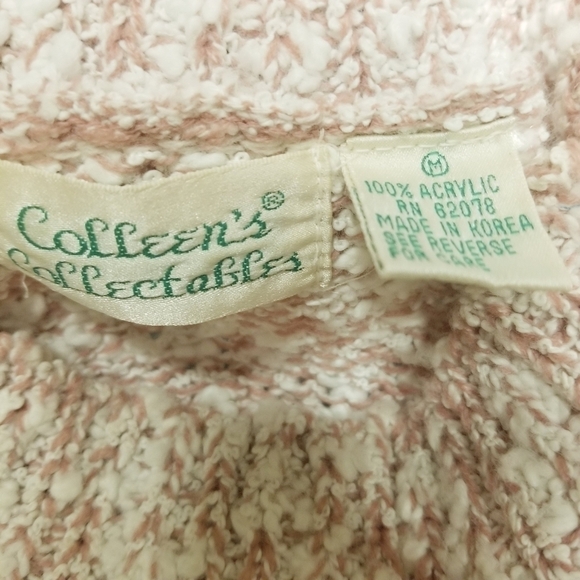 Colleen's®
Collectables
M
100% ACRYLIC
RN 62078
MADE IN KOREA
SEE REVERSE
FOR CARE